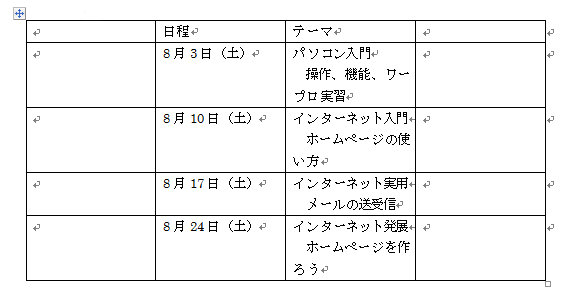 日程 テーマ
8月3日（土） パソコン入門
操作、機能、ワー
プロ実習
8月10日（土） インターネット入門
ホームページの使
い方
8月17日（土） インターネット実用
メールの送受信
8月24日（土） インターネット発展
ホームページを作
ろう